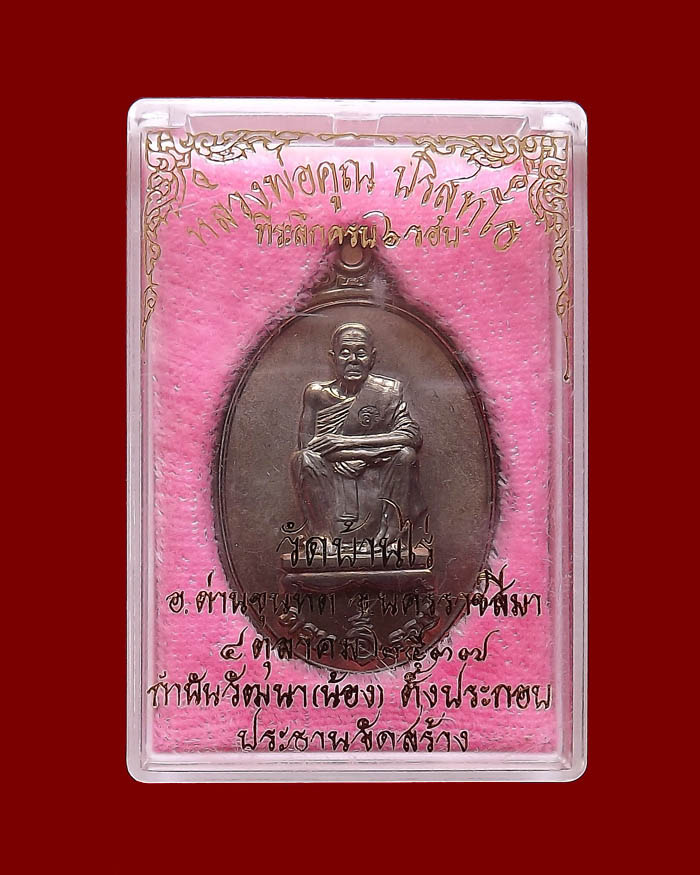 หลวงพ่อคูณ ปริสุทโธ
ที่ระลึกครบ ๖ รอบ
วัดบ้านไร่
อ.ด่านขุนทด จ.นครราชสีมา
๔ ตุลาคม ๒๕๓๗
กำนันวัฒนา(น้อง) ตั้งประกอบ
ประธานจัดสร้าง